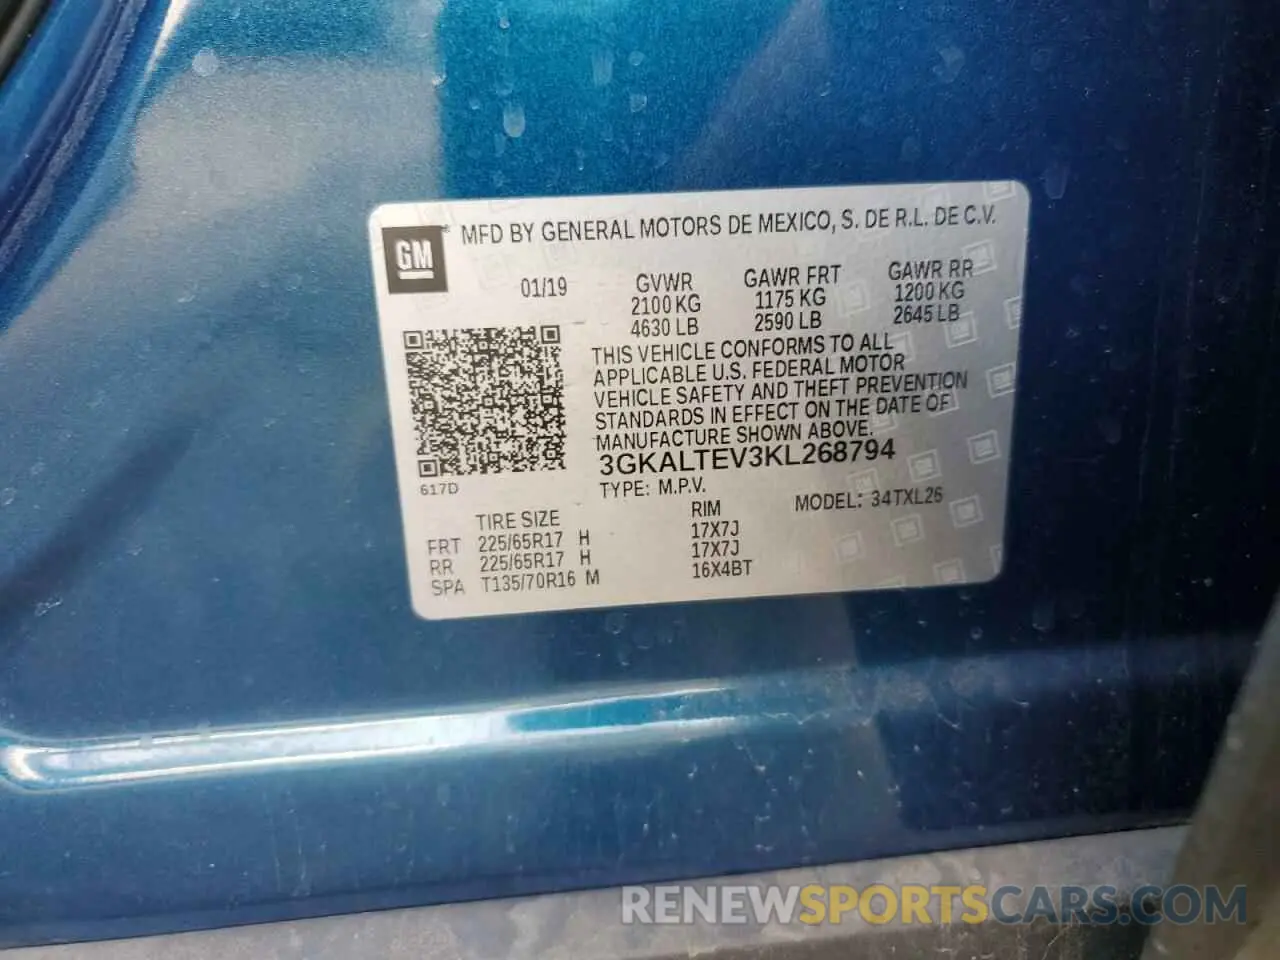 GM® MFD BY GENERAL MOTORS DE MEXICO, S. DE R.L. DE C.V.
01/19 GVWR GAWR FRT GAWR RR
2100 KG 1175 KG 1200 KG
4630 LB 2590 LB 2645 LB
THIS VEHICLE CONFORMS TO ALL
APPLICABLE U.S. FEDERAL MOTOR
VEHICLE SAFETY AND THEFT PREVENTION
STANDARDS IN EFFECT ON THE DATE OF
MANUFACTURE SHOWN ABOVE.
3GKALTEV3KL268794
617D
TYPE: M.P.V. MODEL: 34TXL26
TIRE SIZE RIM
FRT 225/65R17 H 17X7J
RR 225/65R17 H 17X7J
SPA T135/70R16 M 16X4BT
RENEWSPORTSCARS.COM